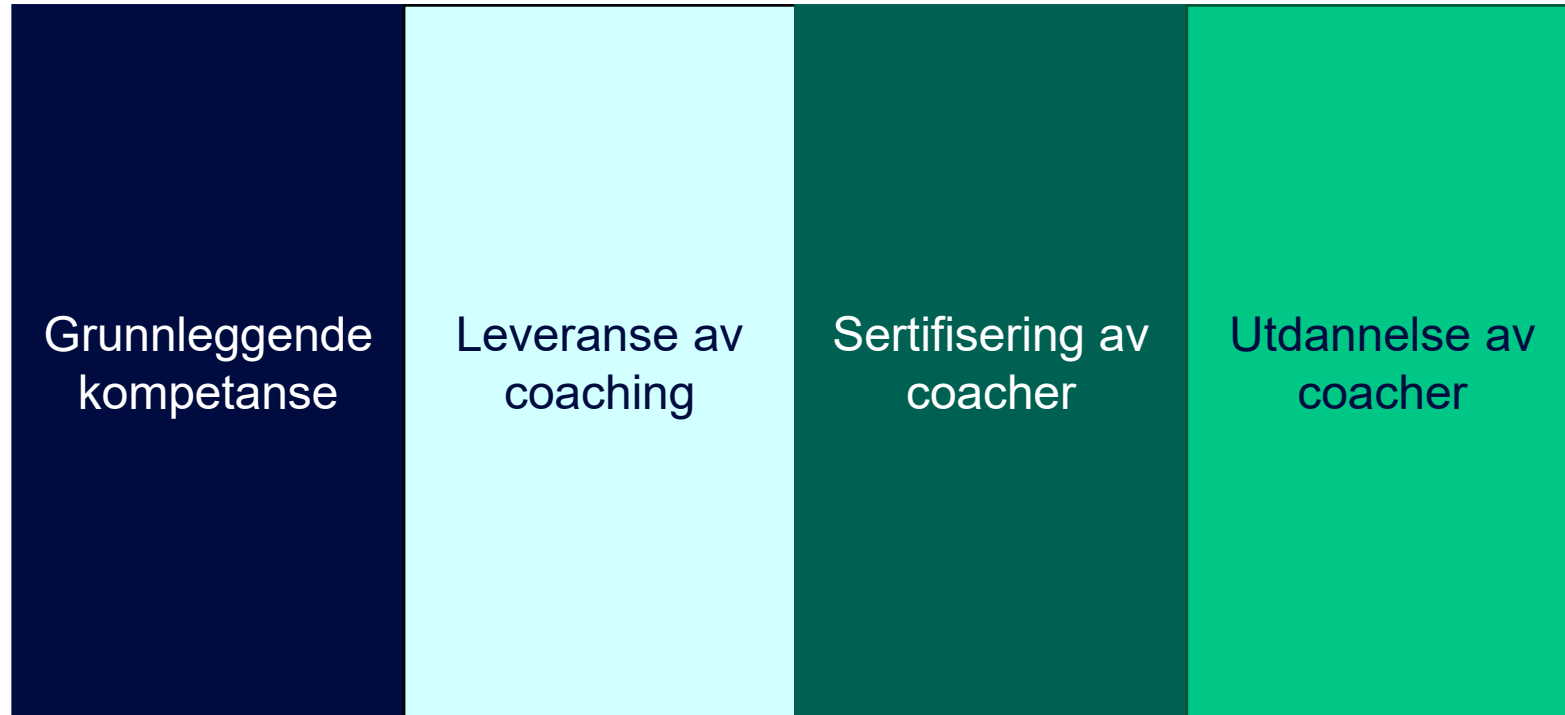 Grunnleggende
kompetanse
Leveranse av
coaching
Sertifisering av
coacher
Utdannelse av
coacher